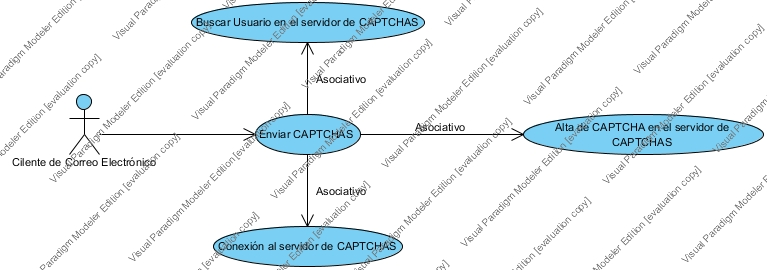 Buscar Usuario en el servidor de CAPTCHAS
Asociativo
Enviar CAPTCHAS
Asociativo
Alta de CAPTCHA en el servidor de
CAPTCHAS
Cilente de Correo Electrónico
Asociativo
Conexión al servidor de CAPTCHAS
Visual Paradigm Modeler Edition [evaluation copy]